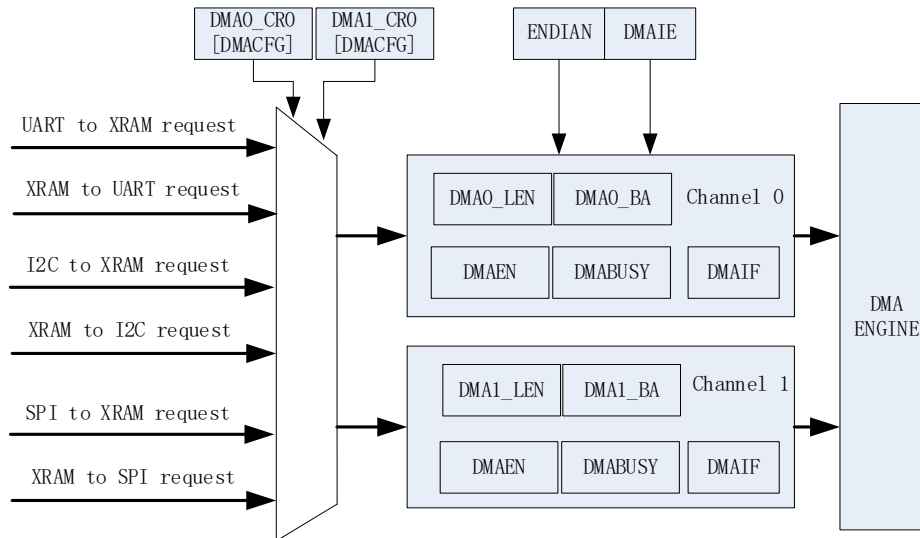 DMA0_CR0
[DMACFG]
DMA1_CR0
[DMACFG]
ENDIAN
DMAIE
UART to XRAM request
XRAM to UART request
I2C to XRAM request
XRAM to I2C request
SPI to XRAM request
XRAM to SPI request
DMA0_LEN
DMA0_BA
Channel 0
DMAEN
DMABUSY
DMAIF
DMA1_LEN
DMA1_BA
Channel 1
DMAEN
DMABUSY
DMAIF
DMA
ENGINE